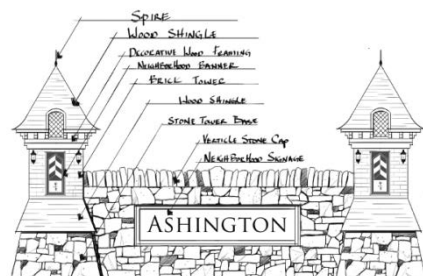 SPIRE
WOOD SHINGLE
DECORATIVE WOOD FRAMING
NEIGHBORHOOD BANNER
BRICK TOWER
WOOD SHINGLE
STONE TOWER BASE
VERTICLE STONE CAP
NEIGHBORHOOD SIGNAGE
ASHINGTON